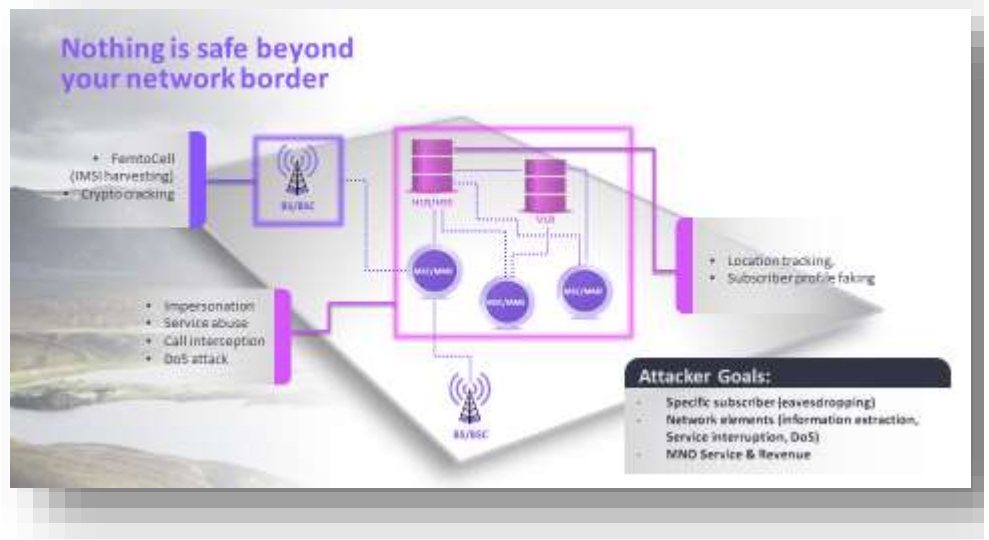 Nothing is safe beyond
your network border
• FemtoCell
(IMSI harvesting)
• Crypto cracking
BS/BSC
HLR/HSS
VLR
MSC/MME
MSC/MME
MSC/MME
• Location tracking,
• Subscriber profile faking
• Impersonation
• Service abuse
• Call interception
• DoS attack
BS/BSC
Attacker Goals:
- Specific subscriber (eavesdropping)
- Network elements (information extraction,
Service interruption, DoS)
- MNO Service & Revenue